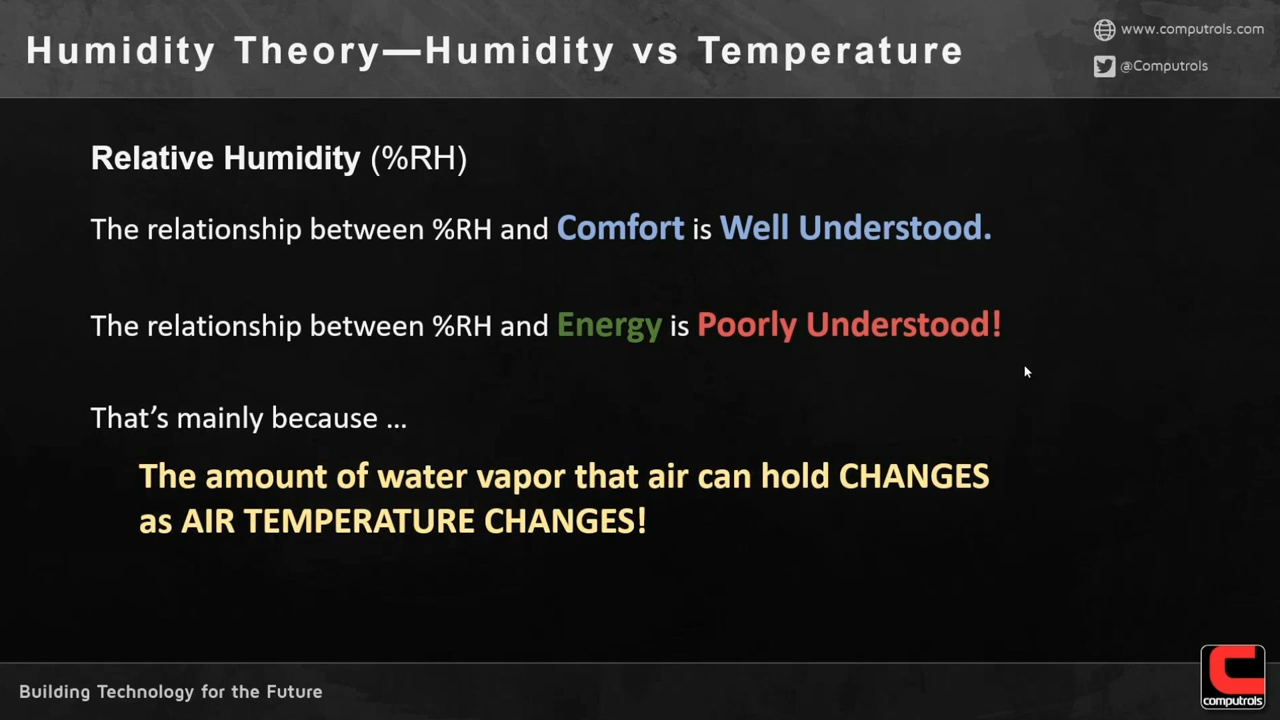 Humidity Theory—Humidity vs Temperature
www.computrols.com
@Computrols
Relative Humidity (%RH)
The relationship between %RH and Comfort is Well Understood.
The relationship between %RH and Energy is Poorly Understood!
That’s mainly because …
The amount of water vapor that air can hold CHANGES
as AIR TEMPERATURE CHANGES!
Building Technology for the Future
computrols